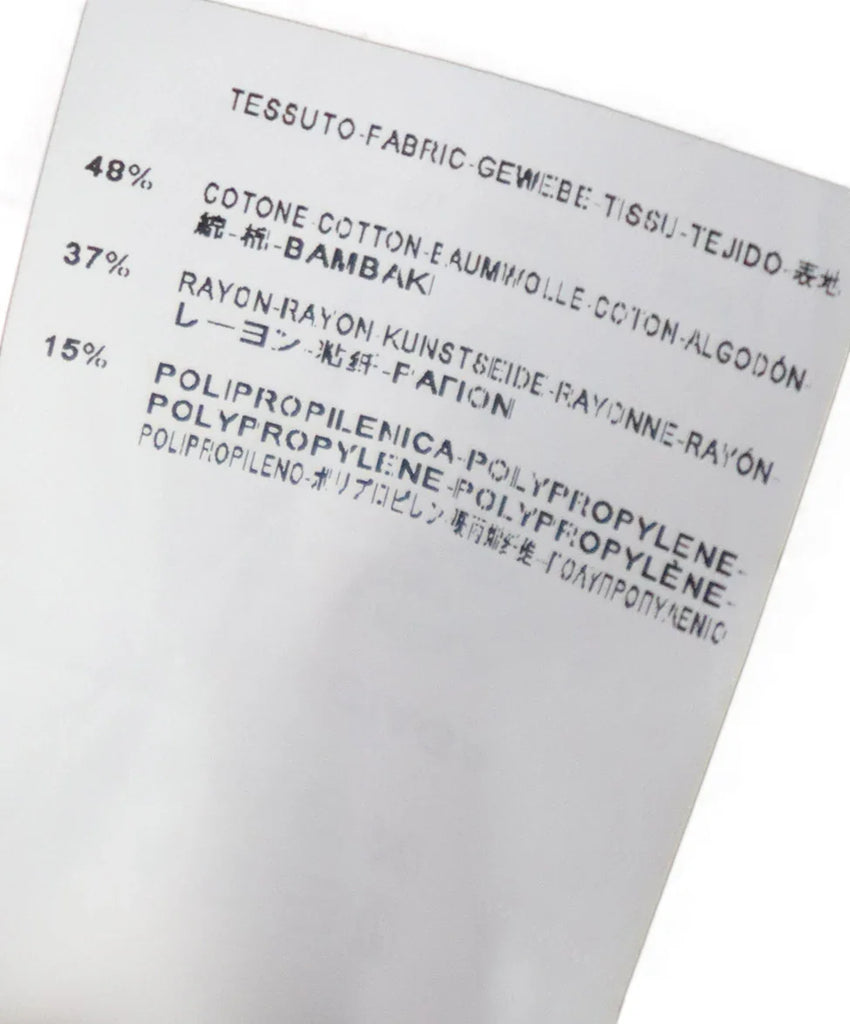 TESSUTO-FABRIC-GEWEBE-TISSU-TEJIDO-表地
48% COTONE-COTTON-BAUMWOLLE-COTON-ALGODÓN-
綿-棉-BAMBAKI
37% RAYON-RAYON-KUNSTSEIDE-RAYONNE-RAYÓN-
レーヨン-粘纤-ΡΑΓΙΟΝ
15% POLIPROPILENICA-POLYPROPYLENE-
POLYPROPYLENE-POLYPROPYLÈNE-
POLIPROPILENO-ポリプロピレン-聚丙烯纤维-ΠΟΛΥΠΡΟΠΥΛΕΝΙΟ